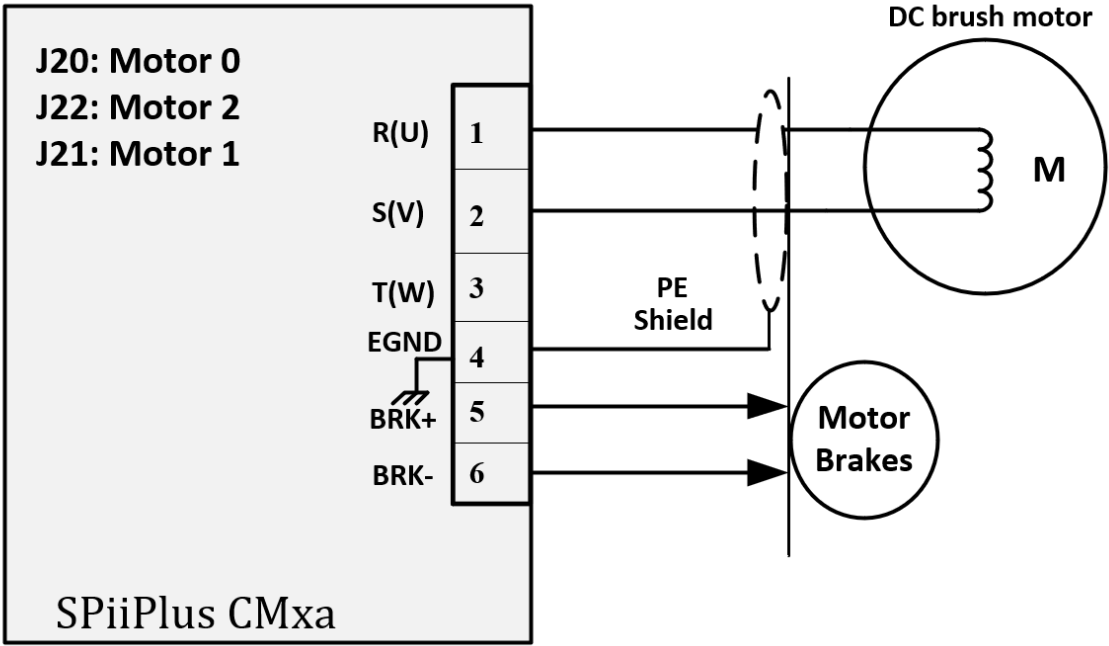 DC brush motor
J20: Motor 0
J22: Motor 2
J21: Motor 1
R(U)
1
M
S(V)
2
T(W)
3
PE
Shield
EGND
4
BRK+
5
Motor
Brakes
BRK-
6
SPiiPlus CMxa